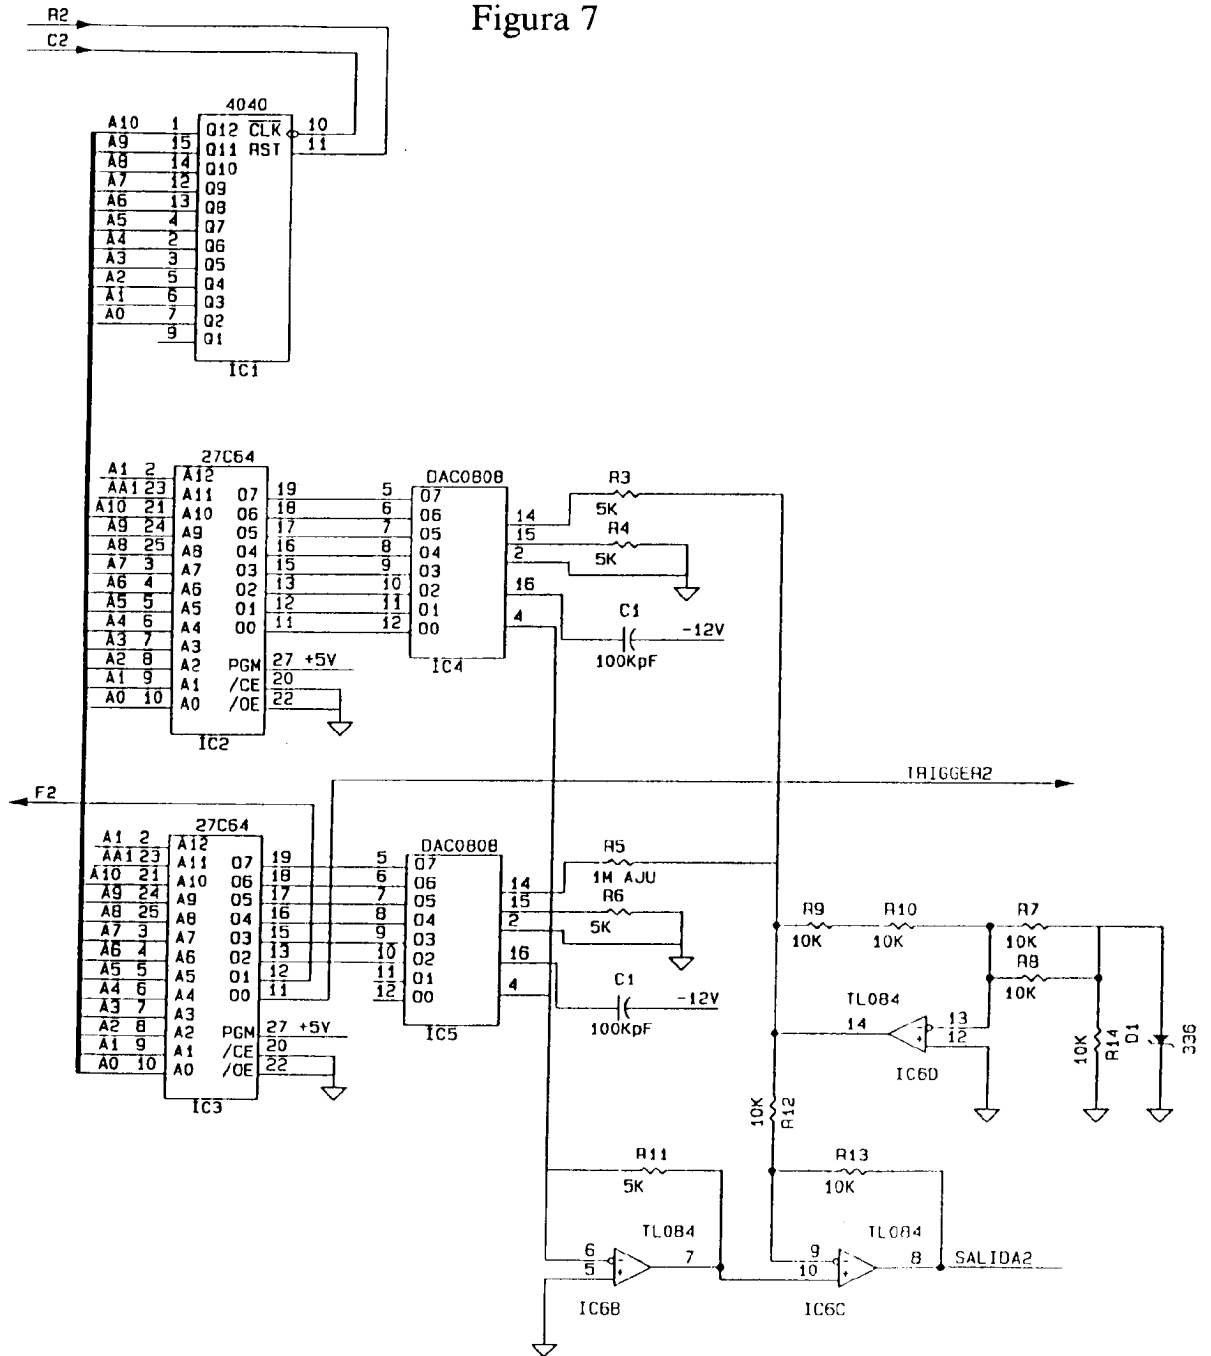 Figura 7
R2
C2
4040
A10 1 Q12 CLK 10
A9 15 Q11 RST 11
A8 14 Q10
A7 12 Q9
A6 13 Q8
A5 4 Q7
A4 2 Q6
A3 3 Q5
A2 5 Q4
A1 6 Q3
A0 7 Q2
9 Q1
IC1
27C64
A1 2 A12
AA1 23 A11 O7 19
A10 21 A10 O6 18
A9 24 A9 O5 17
A8 25 A8 O4 16
A7 3 A7 O3 15
A6 4 A6 O2 13
A5 5 A5 O1 12
A4 6 A4 O0 11
A3 7 A3
A2 8 A2 PGM 27 +5V
A1 9 A1 /CE 20
A0 10 A0 /OE 22
IC2
DAC0808
5 O7
6 O6 14
7 O5 15
8 O4 2
9 O3
10 O2 16
11 O1
12 O0 4
IC4
R3
5K
R4
5K
C1
100KpF
-12V
TRIGGER2
F2
27C64
A1 2 A12
AA1 23 A11 O7 19
A10 21 A10 O6 18
A9 24 A9 O5 17
A8 25 A8 O4 16
A7 3 A7 O3 15
A6 4 A6 O2 13
A5 5 A5 O1 12
A4 6 A4 O0 11
A3 7 A3
A2 8 A2 PGM 27 +5V
A1 9 A1 /CE 20
A0 10 A0 /OE 22
IC3
DAC0808
5 O7
6 O6 14
7 O5 15
8 O4 2
9 O3
10 O2 16
11 O1
12 O0 4
IC5
R5
1M AJU
R6
5K
C1
100KpF
-12V
R9 R10 R7
10K 10K 10K
R8
10K
TL084
14 - 13
+ 12
IC6D
10K R14
D1
336
10K R12
R11
5K
R13
10K
TL084
6 - 7
5 +
IC6B
TL084
9 - 8 SALIDA2
10 +
IC6C